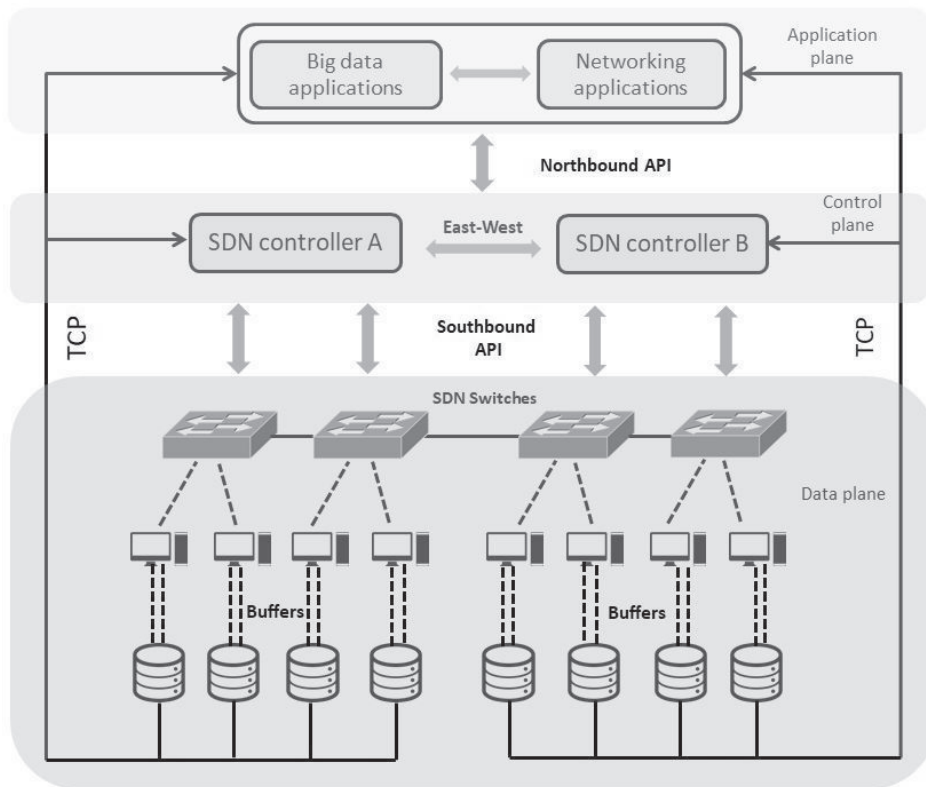 Big data
applications
Networking
applications
Application
plane
Northbound API
Control
plane
SDN controller A
East-West
SDN controller B
TCP
Southbound
API
TCP
SDN Switches
Data plane
Buffers
Buffers